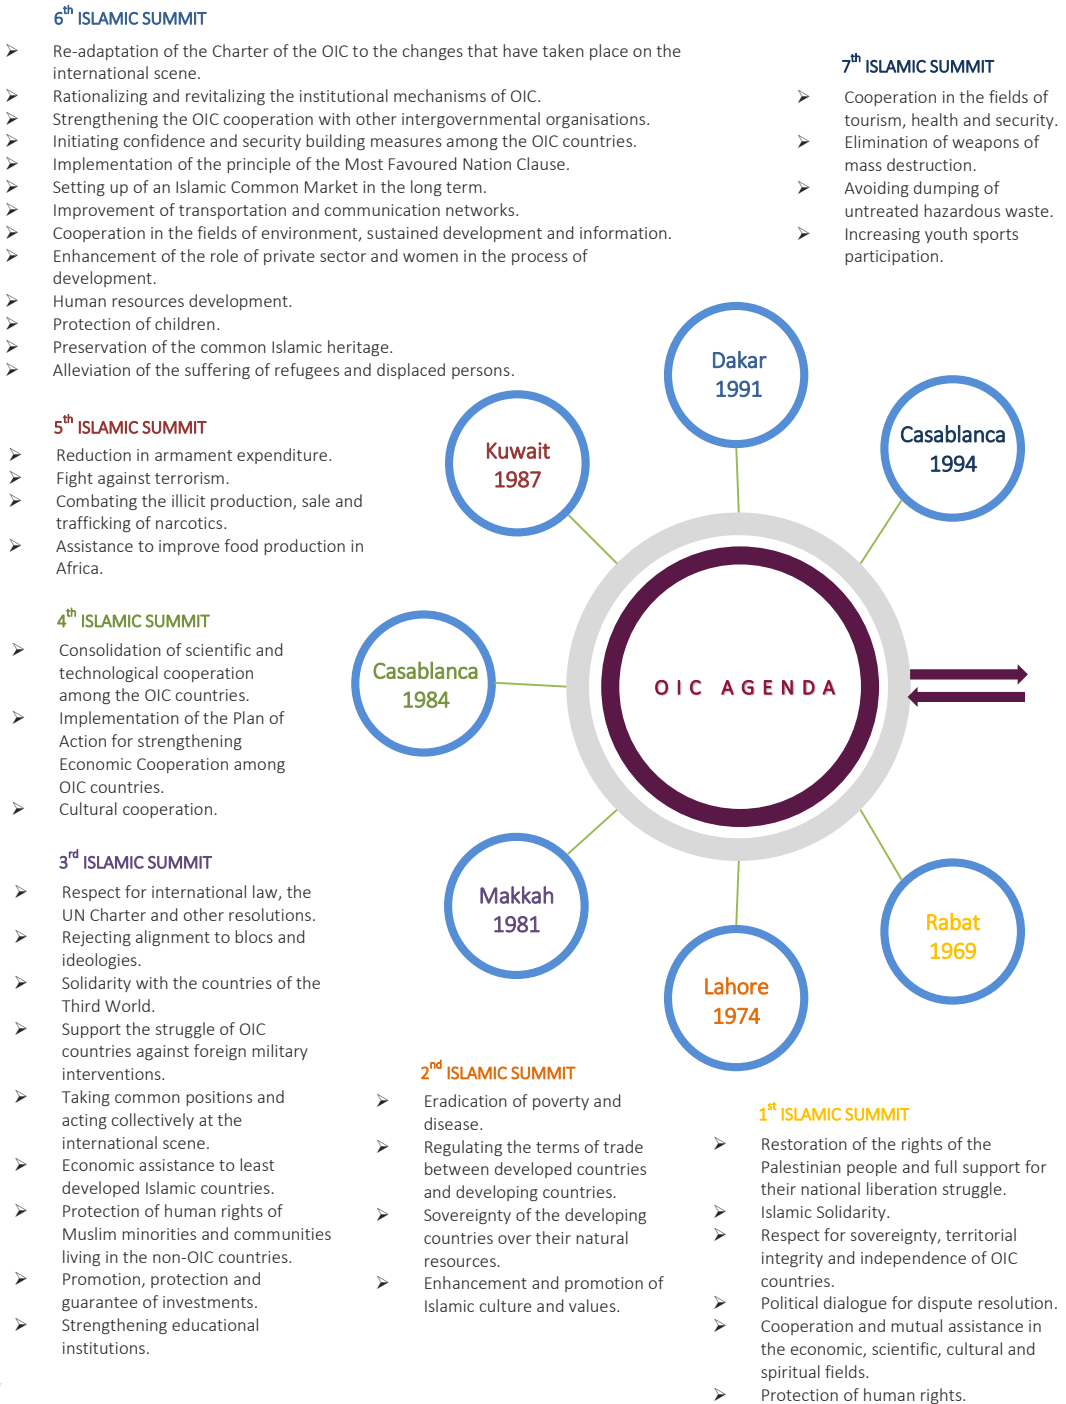 6th ISLAMIC SUMMIT
➢ Re-adaptation of the Charter of the OIC to the changes that have taken place on the
international scene.
➢ Rationalizing and revitalizing the institutional mechanisms of OIC.
➢ Strengthening the OIC cooperation with other intergovernmental organisations.
➢ Initiating confidence and security building measures among the OIC countries.
➢ Implementation of the principle of the Most Favoured Nation Clause.
➢ Setting up of an Islamic Common Market in the long term.
➢ Improvement of transportation and communication networks.
➢ Cooperation in the fields of environment, sustained development and information.
➢ Enhancement of the role of private sector and women in the process of
development.
➢ Human resources development.
➢ Protection of children.
➢ Preservation of the common Islamic heritage.
➢ Alleviation of the suffering of refugees and displaced persons.
7th ISLAMIC SUMMIT
➢ Cooperation in the fields of
tourism, health and security.
➢ Elimination of weapons of
mass destruction.
➢ Avoiding dumping of
untreated hazardous waste.
➢ Increasing youth sports
participation.
Dakar
1991
Casablanca
1994
Kuwait
1987
5th ISLAMIC SUMMIT
➢ Reduction in armament expenditure.
➢ Fight against terrorism.
➢ Combating the illicit production, sale and
trafficking of narcotics.
➢ Assistance to improve food production in
Africa.
4th ISLAMIC SUMMIT
➢ Consolidation of scientific and
technological cooperation
among the OIC countries.
➢ Implementation of the Plan of
Action for strengthening
Economic Cooperation among
OIC countries.
➢ Cultural cooperation.
Casablanca
1984
OIC AGENDA
3rd ISLAMIC SUMMIT
➢ Respect for international law, the
UN Charter and other resolutions.
➢ Rejecting alignment to blocs and
ideologies.
➢ Solidarity with the countries of the
Third World.
➢ Support the struggle of OIC
countries against foreign military
interventions.
➢ Taking common positions and
acting collectively at the
international scene.
➢ Economic assistance to least
developed Islamic countries.
➢ Protection of human rights of
Muslim minorities and communities
living in the non-OIC countries.
➢ Promotion, protection and
guarantee of investments.
➢ Strengthening educational
institutions.
Makkah
1981
Lahore
1974
Rabat
1969
2nd ISLAMIC SUMMIT
➢ Eradication of poverty and
disease.
➢ Regulating the terms of trade
between developed countries
and developing countries.
➢ Sovereignty of the developing
countries over their natural
resources.
➢ Enhancement and promotion of
Islamic culture and values.
1st ISLAMIC SUMMIT
➢ Restoration of the rights of the
Palestinian people and full support for
their national liberation struggle.
➢ Islamic Solidarity.
➢ Respect for sovereignty, territorial
integrity and independence of OIC
countries.
➢ Political dialogue for dispute resolution.
➢ Cooperation and mutual assistance in
the economic, scientific, cultural and
spiritual fields.
➢ Protection of human rights.